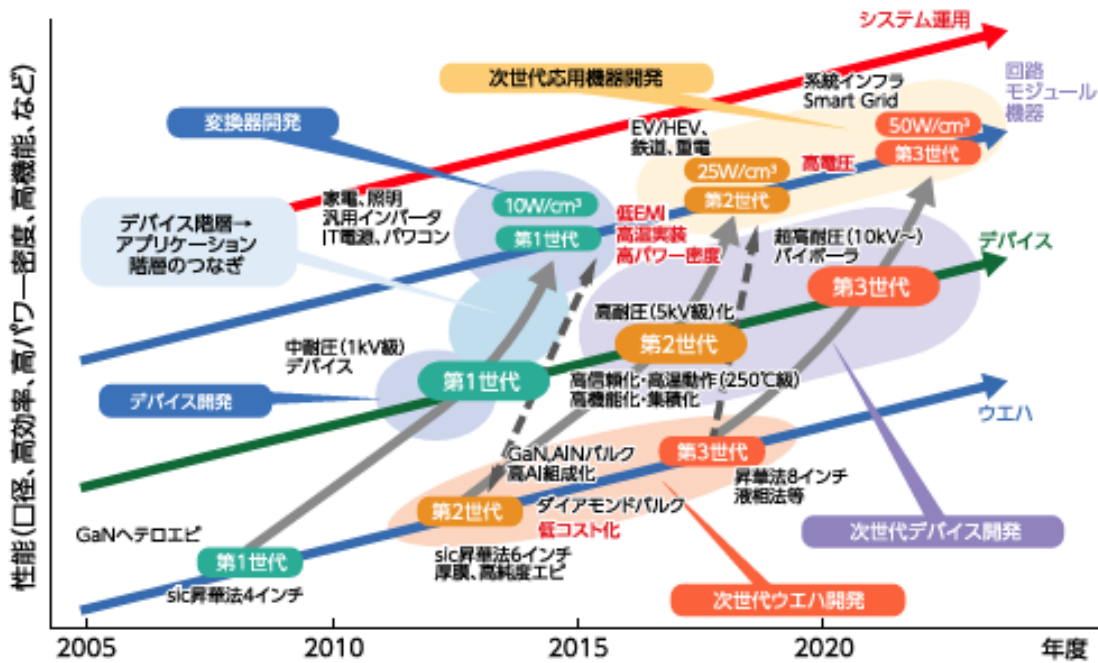 性能(口径、高効率、高パワー密度、高機能、など)
システム運用
次世代応用機器開発
系統インフラ
Smart Grid
回路
モジュール
機器
変換器開発
EV/HEV、
鉄道、重電
50W/cm³
第3世代
高電圧
25W/cm³
第2世代
家電、照明
汎用インバータ
IT電源、パワコン
10W/cm³
第1世代
低EMI
高温実装
高パワー密度
デバイス階層→
アプリケーション
階層のつなぎ
超高耐圧(10kV〜)
バイポーラ
デバイス
第3世代
高耐圧(5kV級)化
第2世代
中耐圧(1kV級)
デバイス
第1世代
高信頼化・高温動作(250℃級)
高機能化・集積化
デバイス開発
ウエハ
GaN,AlNバルク
高Al組成化
第3世代
昇華法8インチ
液相法等
第2世代
ダイアモンドバルク
低コスト化
次世代デバイス開発
GaNヘテロエピ
第1世代
sic昇華法4インチ
sic昇華法6インチ
厚膜、高純度エピ
次世代ウエハ開発
2005
2010
2015
2020
年度